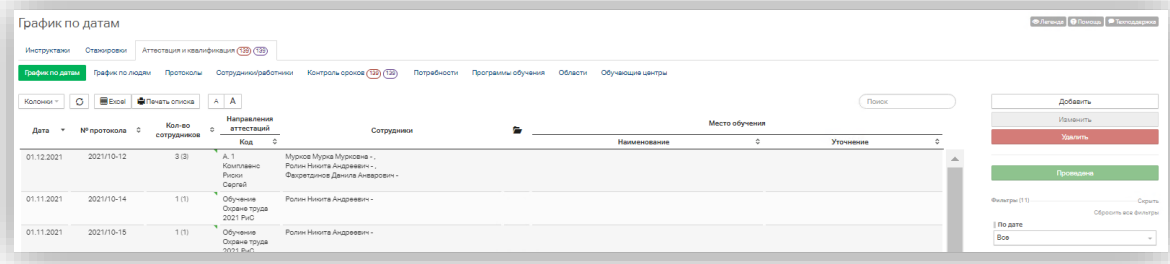 График по датам
Легенда Помощь Техподдержка
Инструктажи Стажировки Аттестация и квалификация 139 139
График по датам График по людям Протоколы Сотрудники/работники Контроль сроков 139 139 Потребности Программы обучения Области Обучающие центры
Колонки Excel Печать списка A A Поиск
Добавить
Изменить
Удалить
Проведена
Фильтры (11) Скрыть
Сбросить все фильтры
По дате
Все
Дата № протокола Кол-во сотрудников Направления аттестаций Сотрудники Место обучения
Код Наименование Уточнение
01.12.2021 2021/10-12 3 (3) А. 1 Мурков Мурка Мурковна - ,
Комплаенс Ролин Никита Андреевич - ,
Риски Фахретдинов Данила Анварович -
Сергей
01.11.2021 2021/10-14 1 (1) Обучение Ролин Никита Андреевич -
Охране труда
2021 РиС
01.11.2021 2021/10-15 1 (1) Обучение Ролин Никита Андреевич -
Охране труда
2021 РиС